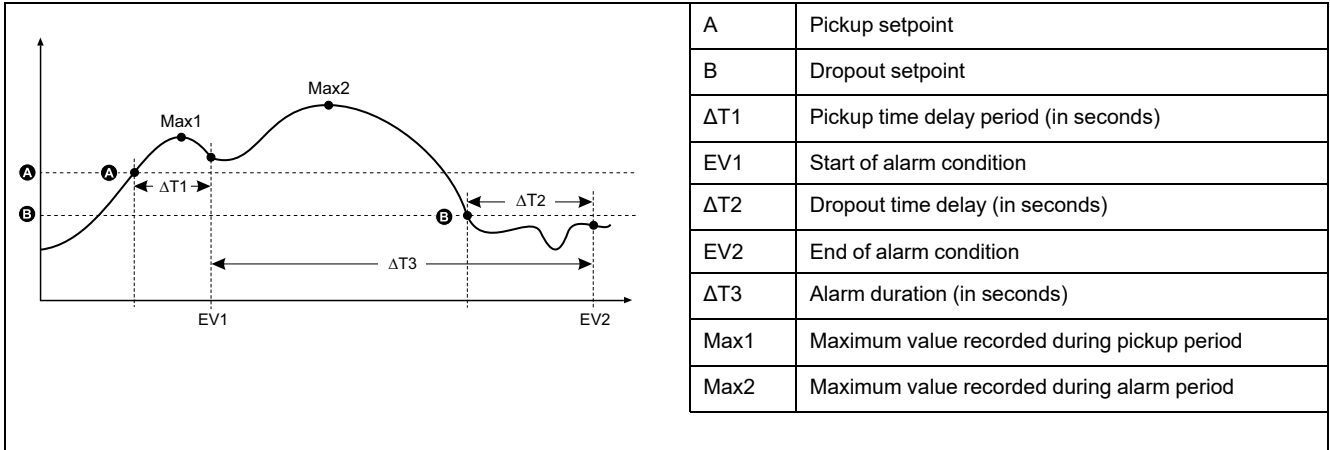 Max2
Max1
A
A
ΔT1
B
B
ΔT2
ΔT3
EV1
EV2
A Pickup setpoint
B Dropout setpoint
ΔT1 Pickup time delay period (in seconds)
EV1 Start of alarm condition
ΔT2 Dropout time delay (in seconds)
EV2 End of alarm condition
ΔT3 Alarm duration (in seconds)
Max1 Maximum value recorded during pickup period
Max2 Maximum value recorded during alarm period